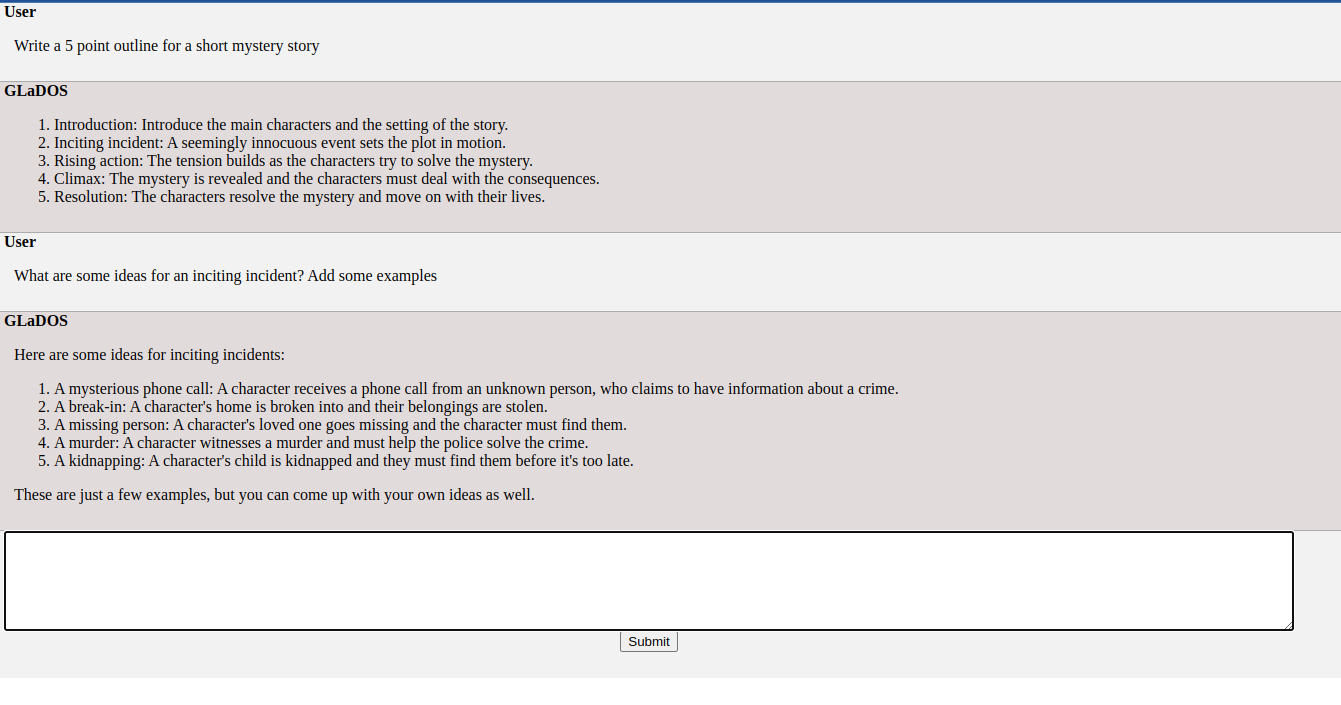 User
Write a 5 point outline for a short mystery story
GLaDOS
1. Introduction: Introduce the main characters and the setting of the story.
2. Inciting incident: A seemingly innocuous event sets the plot in motion.
3. Rising action: The tension builds as the characters try to solve the mystery.
4. Climax: The mystery is revealed and the characters must deal with the consequences.
5. Resolution: The characters resolve the mystery and move on with their lives.
User
What are some ideas for an inciting incident? Add some examples
GLaDOS
Here are some ideas for inciting incidents:
1. A mysterious phone call: A character receives a phone call from an unknown person, who claims to have information about a crime.
2. A break-in: A character's home is broken into and their belongings are stolen.
3. A missing person: A character's loved one goes missing and the character must find them.
4. A murder: A character witnesses a murder and must help the police solve the crime.
5. A kidnapping: A character's child is kidnapped and they must find them before it's too late.
These are just a few examples, but you can come up with your own ideas as well.
Submit